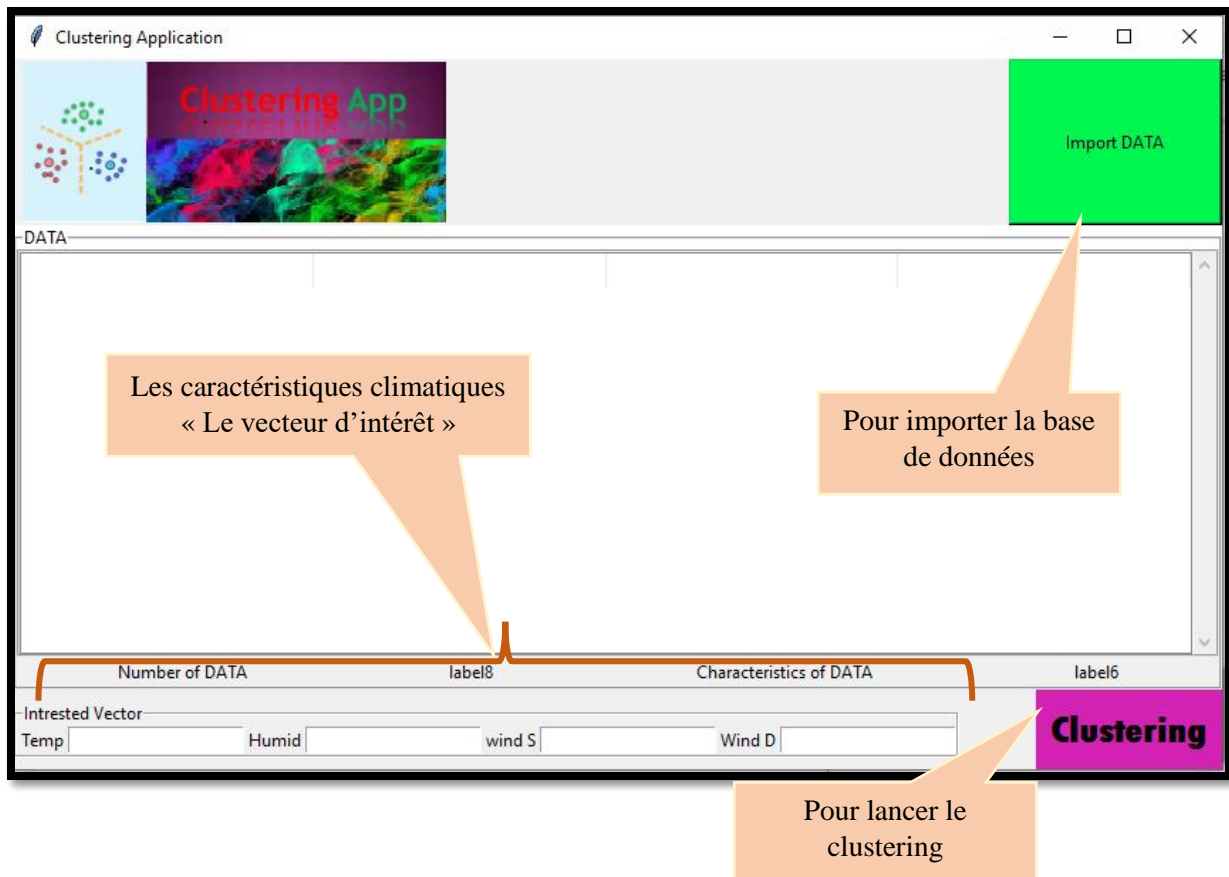 Clustering Application
Clustering App
Import DATA
DATA
Les caractéristiques climatiques
« Le vecteur d’intérêt »
Pour importer la base
de données
Number of DATA label8 Characteristics of DATA label6
Intrested Vector
Temp Humid wind S Wind D
Clustering
Pour lancer le
clustering